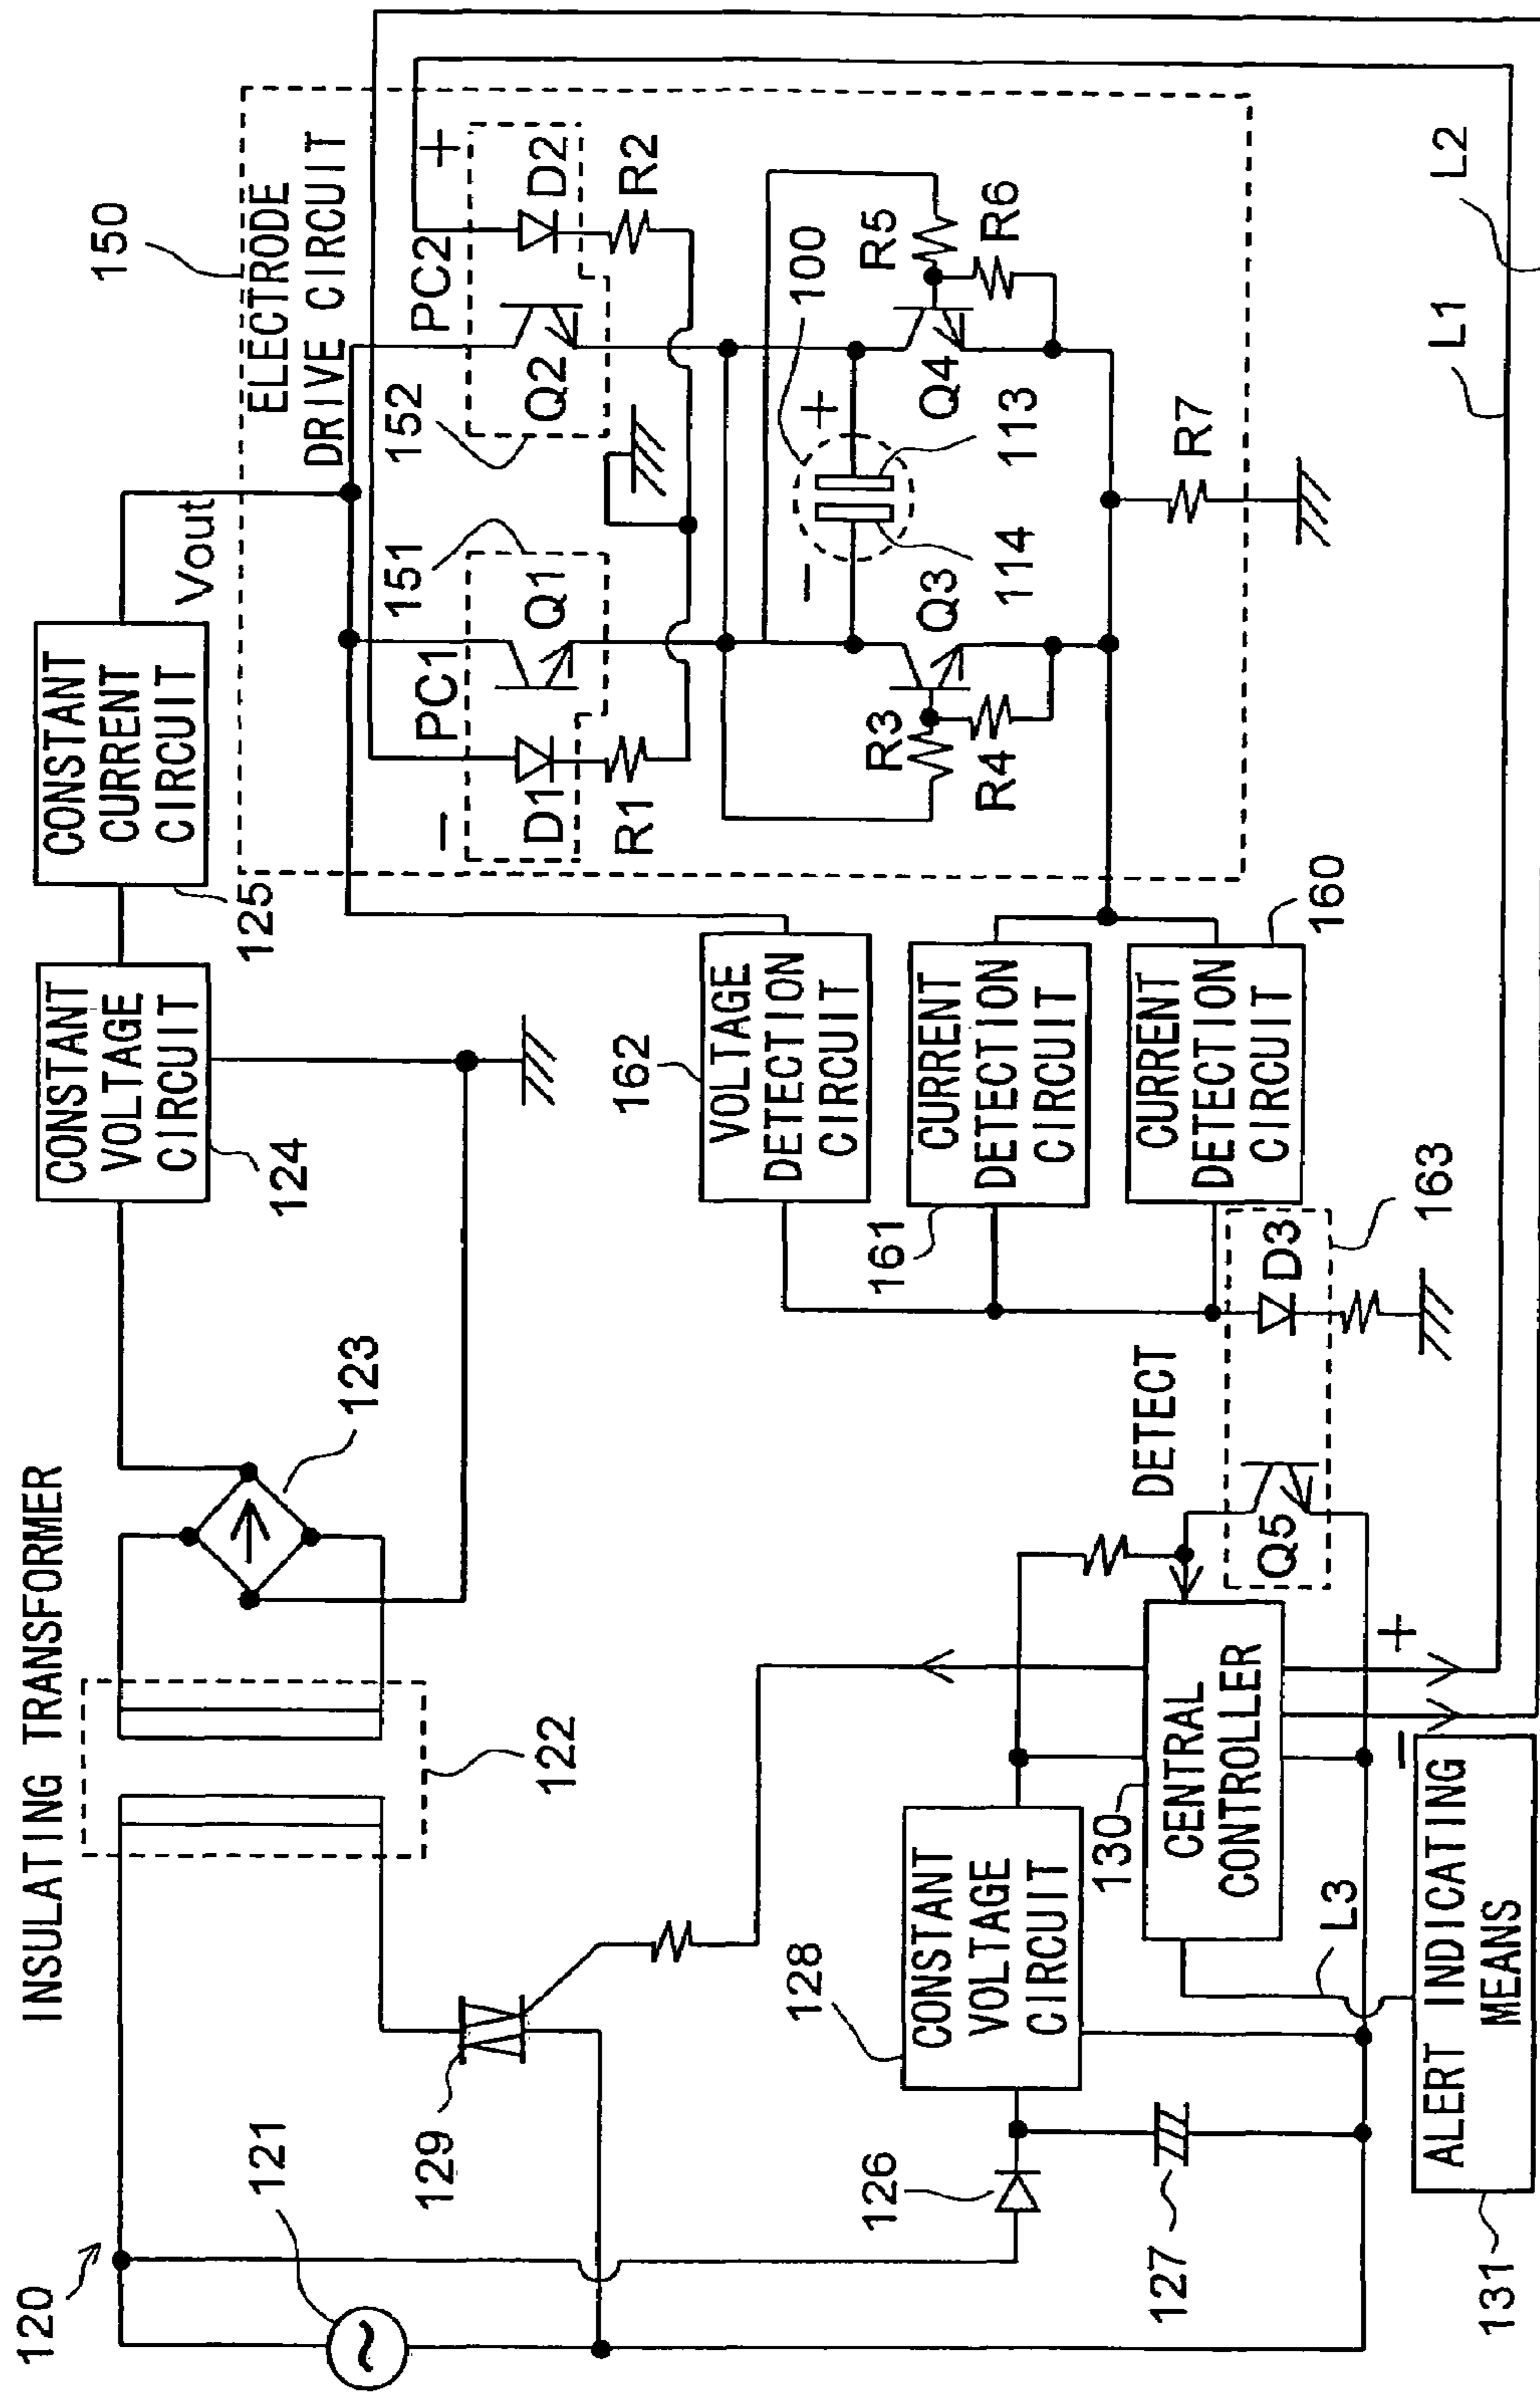 120
121
INSULATING TRANSFORMER
122
123
129
CONSTANT
VOLTAGE
CIRCUIT
124
CONSTANT
CURRENT
CIRCUIT
125
Vout
150
ELECTRODE
DRIVE CIRCUIT
151
152
PC1
Q1
D1
R1
−
PC2
Q2
D2
R2
+
100
−
+
114
113
R3
R4
Q3
R5
R6
Q4
R7
162
VOLTAGE
DETECTION
CIRCUIT
161
CURRENT
DETECTION
CIRCUIT
160
CURRENT
DETECTION
CIRCUIT
DETECT
Q5
D3
163
126
127
128
CONSTANT
VOLTAGE
CIRCUIT
130
CENTRAL
CONTROLLER
−
+
L1
L2
L3
ALERT INDICATING
MEANS
131